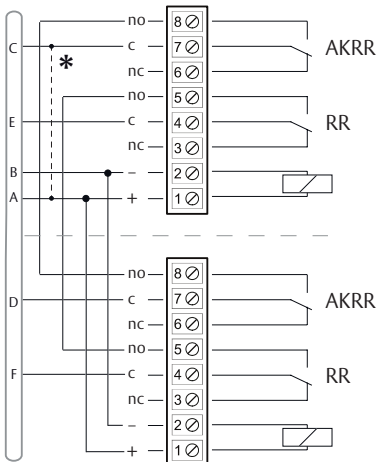 no 8
C c 7 AKRR
*
nc 6
no 5
E c 4 RR
nc 3
B – 2
A + 1
no 8
D c 7 AKRR
nc 6
no 5
F c 4 RR
nc 3
– 2
+ 1